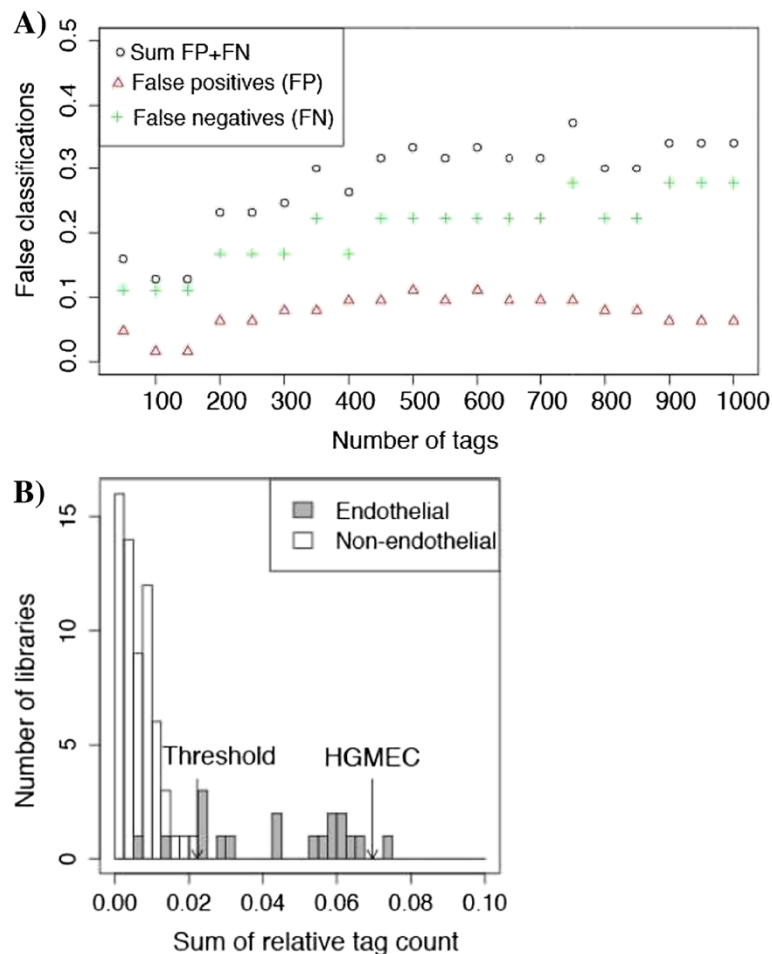 A)
Sum FP+FN
False positives (FP)
False negatives (FN)
False classifications
0.5
0.4
0.3
0.2
0.1
0.0
100 200 300 400 500 600 700 800 900 1000
Number of tags
B)
Endothelial
Non-endothelial
Number of libraries
15
10
5
0
Threshold
HGMEC
0.00 0.02 0.04 0.06 0.08 0.10
Sum of relative tag count